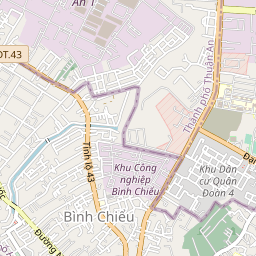 An 1
ĐT.43
Thành phố Thuận An
Tỉnh lộ 43
Khu Công
nghiệp
Bình Chiểu
Khu Dân
cư Quân
Đoàn 4
Bình Chiểu